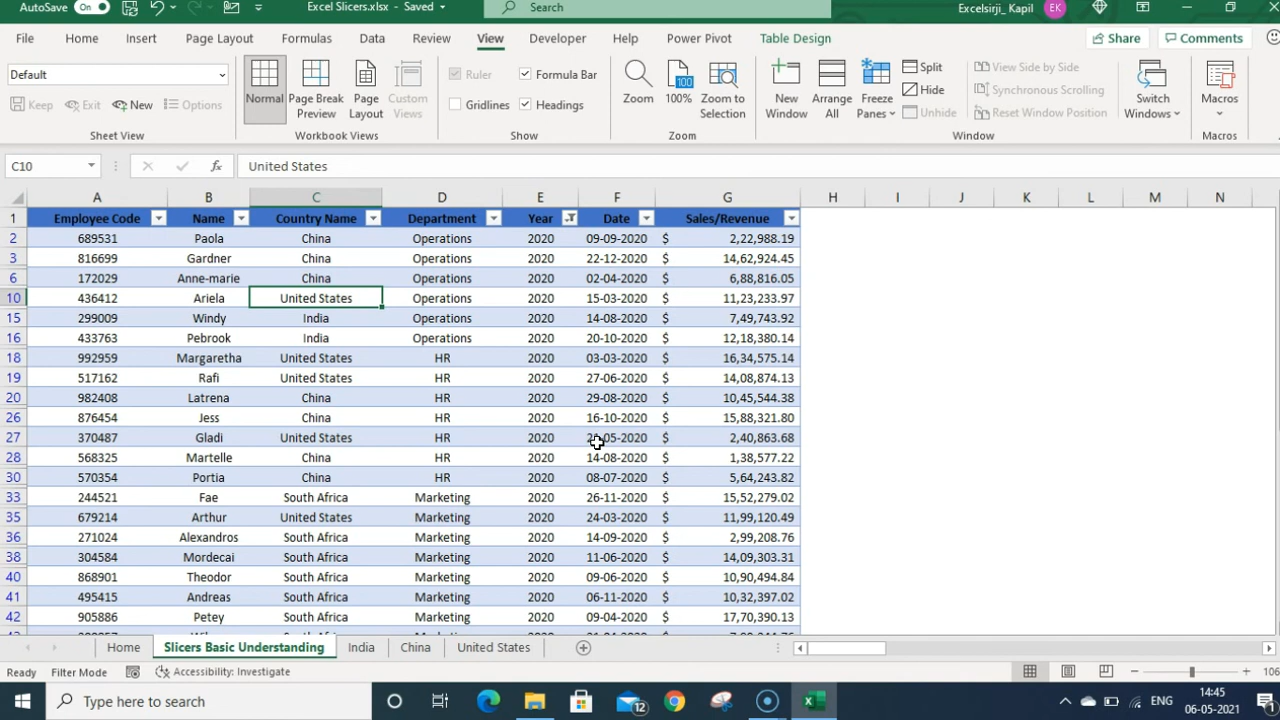 AutoSave On Excel Slicers.xlsx - Saved Search Excelsirji_ Kapil EK
File Home Insert Page Layout Formulas Data Review View Developer Help Power Pivot Table Design Share Comments
Default
Keep Exit New Options
Sheet View
Normal Page Break Preview Page Layout Custom Views
Workbook Views
Ruler Formula Bar
Gridlines Headings
Show
Zoom 100 100% Zoom to Selection
Zoom
New Window Arrange All Freeze Panes
Split
Hide
Unhide
View Side by Side
Synchronous Scrolling
Reset Window Position
Switch Windows
Window
Macros
Macros
C10 fx United States
A B C D E F G H I J K L M N
1 Employee Code Name Country Name Department Year Date Sales/Revenue
2 689531 Paola China Operations 2020 09-09-2020 $ 2,22,988.19
3 816699 Gardner China Operations 2020 22-12-2020 $ 14,62,924.45
6 172029 Anne-marie China Operations 2020 02-04-2020 $ 6,88,816.05
10 436412 Ariela United States Operations 2020 15-03-2020 $ 11,23,233.97
15 299009 Windy India Operations 2020 14-08-2020 $ 7,49,743.92
16 433763 Pebrook India Operations 2020 20-10-2020 $ 12,18,380.14
18 992959 Margaretha United States HR 2020 03-03-2020 $ 16,34,575.14
19 517162 Rafi United States HR 2020 27-06-2020 $ 14,08,874.13
20 982408 Latrena China HR 2020 29-08-2020 $ 10,45,544.38
26 876454 Jess China HR 2020 16-10-2020 $ 15,88,321.80
27 370487 Gladi United States HR 2020 $ 2,40,863.68
28 568325 Martelle China HR 2020 14-08-2020 $ 1,38,577.22
30 570354 Portia China HR 2020 08-07-2020 $ 5,64,243.82
33 244521 Fae South Africa Marketing 2020 26-11-2020 $ 15,52,279.02
35 679214 Arthur United States Marketing 2020 24-03-2020 $ 11,99,120.49
36 271024 Alexandros South Africa Marketing 2020 14-09-2020 $ 2,99,208.76
38 304584 Mordecai South Africa Marketing 2020 11-06-2020 $ 14,09,303.31
40 868901 Theodor South Africa Marketing 2020 09-06-2020 $ 10,90,494.84
41 495415 Andreas South Africa Marketing 2020 06-11-2020 $ 10,32,397.02
42 905886 Petey South Africa Marketing 2020 09-04-2020 $ 17,70,390.13
Home Slicers Basic Understanding India China United States
Ready Filter Mode Accessibility: Investigate 106
Type here to search 12 ENG 14:45
06-05-2021 1